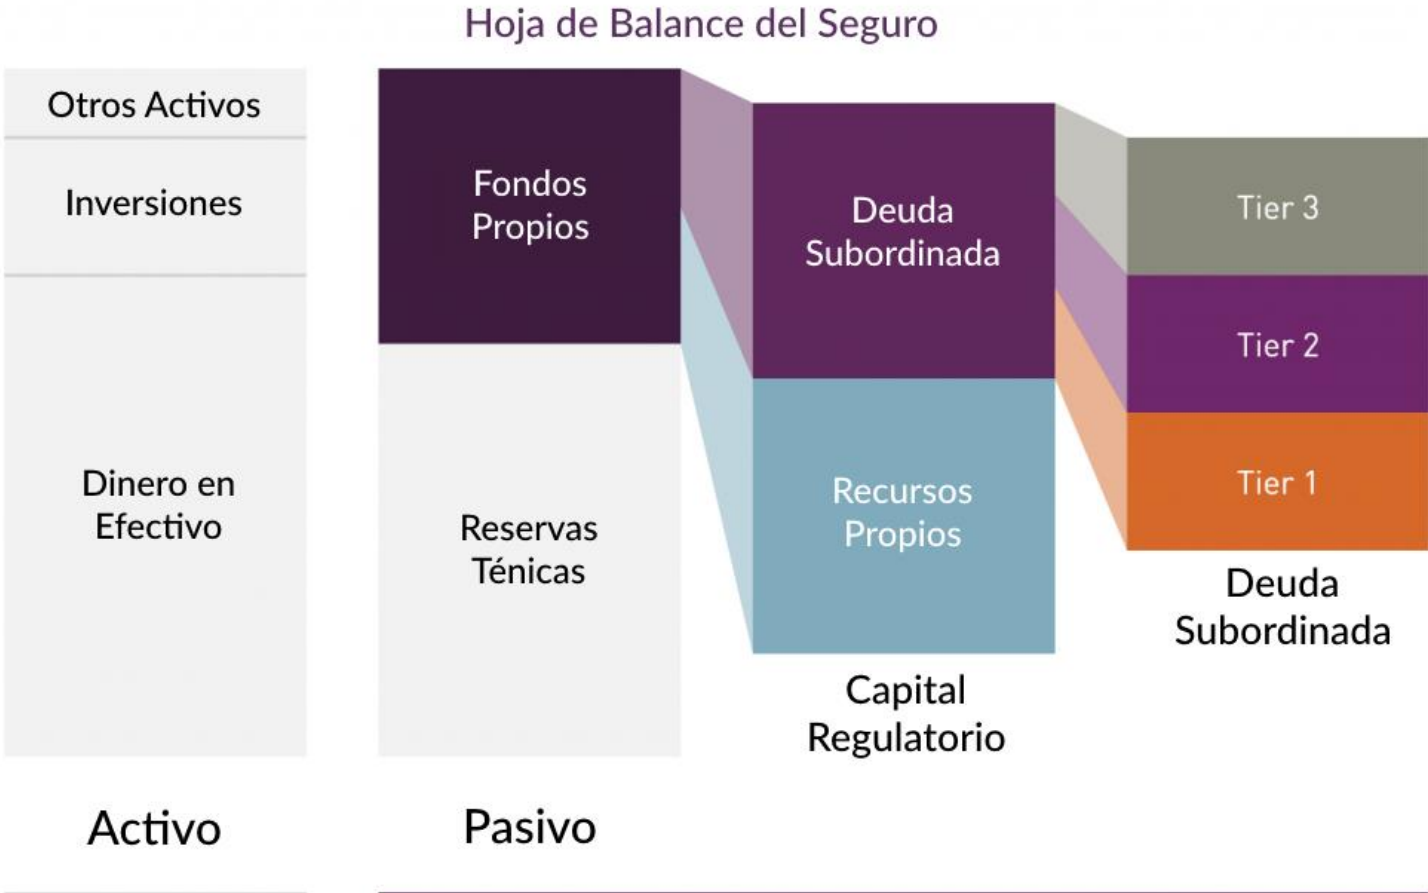 Hoja de Balance del Seguro
Otros Activos
Inversiones
Dinero en
Efectivo
Activo
Fondos
Propios
Reservas
Ténicas
Pasivo
Deuda
Subordinada
Recursos
Propios
Capital
Regulatorio
Tier 3
Tier 2
Tier 1
Deuda
Subordinada